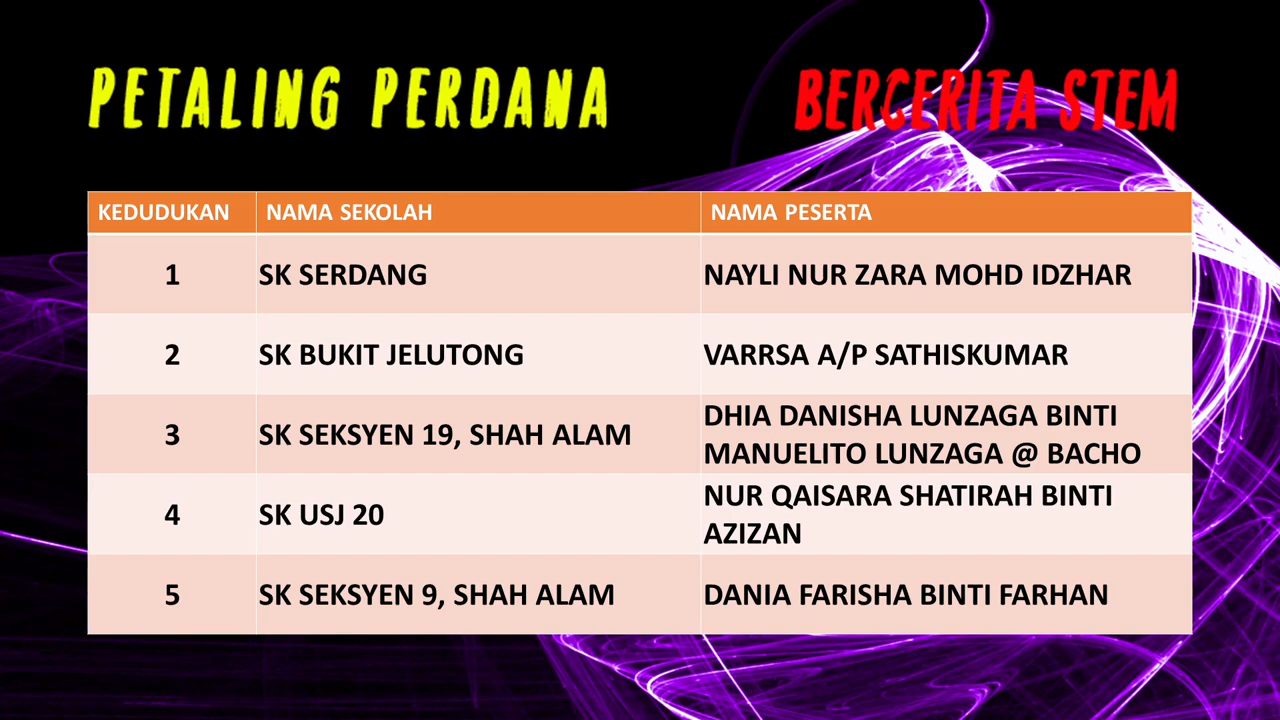 PETALING PERDANA
BERCERITA STEM
KEDUDUKAN NAMA SEKOLAH NAMA PESERTA
1 SK SERDANG NAYLI NUR ZARA MOHD IDZHAR
2 SK BUKIT JELUTONG VARRSA A/P SATHISKUMAR
3 SK SEKSYEN 19, SHAH ALAM DHIA DANISHA LUNZAGA BINTI
MANUELITO LUNZAGA @ BACHO
4 SK USJ 20 NUR QAISARA SHATIRAH BINTI
AZIZAN
5 SK SEKSYEN 9, SHAH ALAM DANIA FARISHA BINTI FARHAN